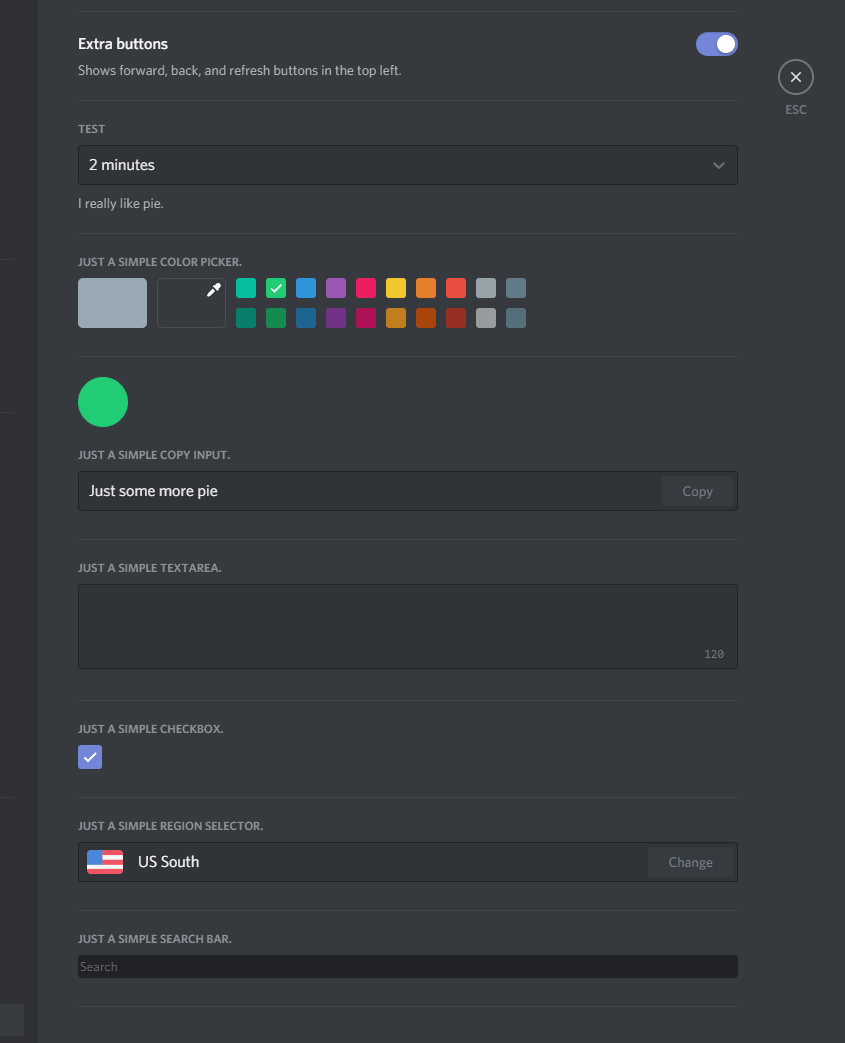 Extra buttons
Shows forward, back, and refresh buttons in the top left.
ESC
TEST
2 minutes
I really like pie.
JUST A SIMPLE COLOR PICKER.
JUST A SIMPLE COPY INPUT.
Just some more pie
Copy
JUST A SIMPLE TEXTAREA.
120
JUST A SIMPLE CHECKBOX.
JUST A SIMPLE REGION SELECTOR.
US South
Change
JUST A SIMPLE SEARCH BAR.
Search